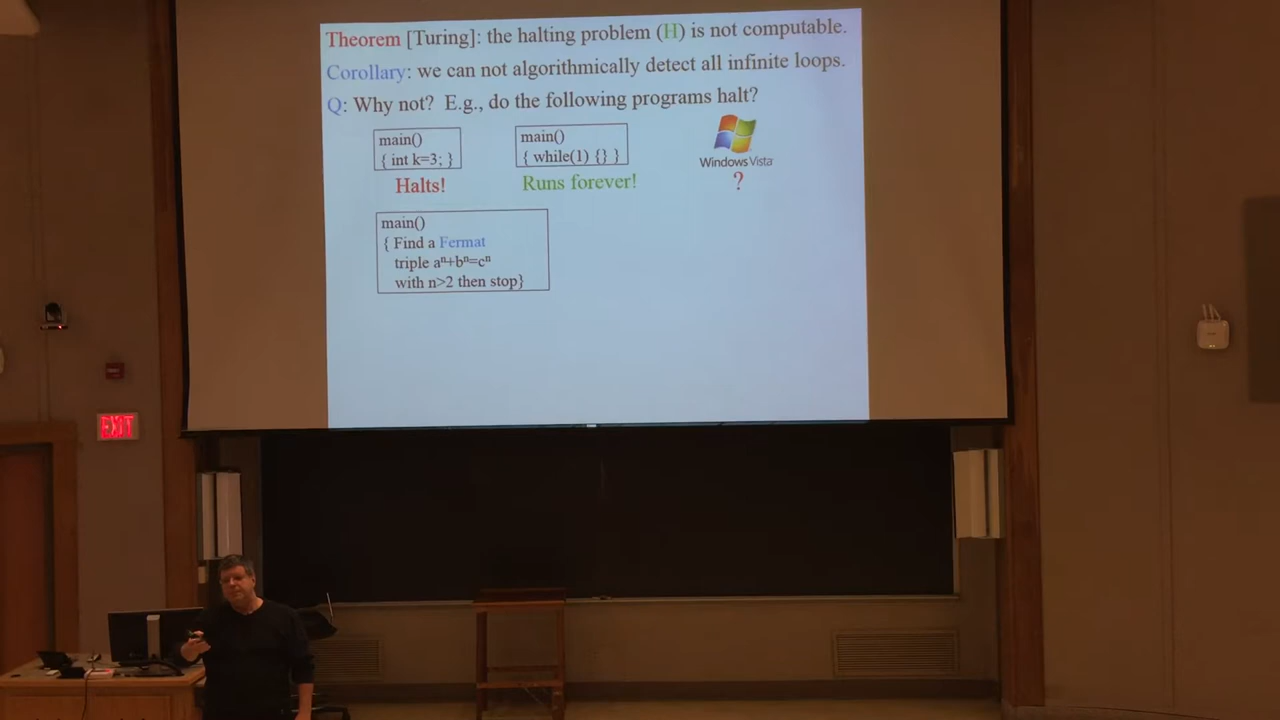 Theorem [Turing]: the halting problem (H) is not computable.
Corollary: we can not algorithmically detect all infinite loops.
Q: Why not? E.g., do the following programs halt?
main()
{ int k=3; }
Halts!
main()
{ while(1) {} }
Runs forever!
Windows Vista
?
main()
{ Find a Fermat
triple aⁿ+bⁿ=cⁿ
with n>2 then stop}
EXIT